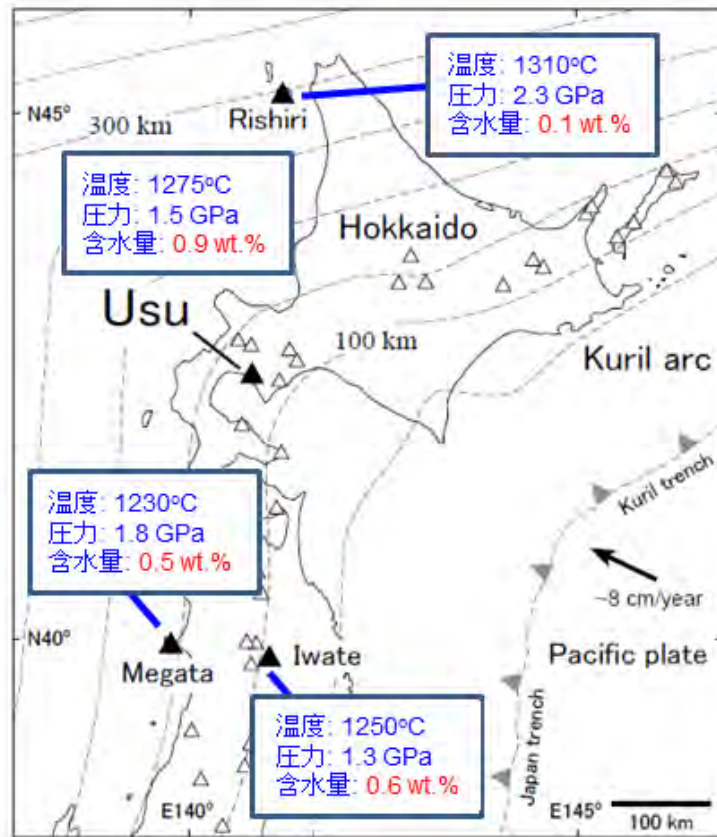 温度: 1310℃
圧力: 2.3 GPa
含水量: 0.1 wt.%
N45°
Rishiri
300 km
温度: 1275℃
圧力: 1.5 GPa
含水量: 0.9 wt.%
Hokkaido
Usu
100 km
Kuril arc
温度: 1230℃
圧力: 1.8 GPa
含水量: 0.5 wt.%
Kuril trench
~8 cm/year
N40°
Megata
Iwate
Pacific plate
温度: 1250℃
圧力: 1.3 GPa
含水量: 0.6 wt.%
Japan trench
E140°
E145°
100 km